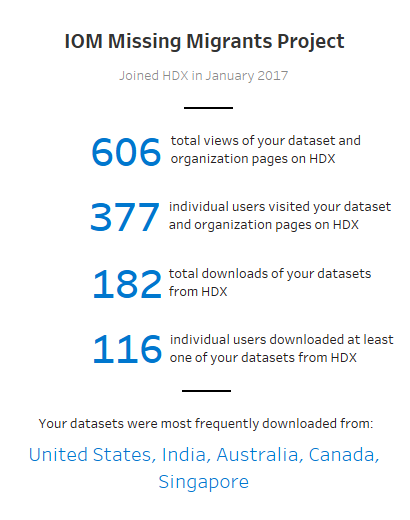 IOM Missing Migrants Project
Joined HDX in January 2017
606 total views of your dataset and
organization pages on HDX
377 individual users visited your dataset
and organization pages on HDX
182 total downloads of your datasets
from HDX
116 individual users downloaded at least
one of your datasets from HDX
Your datasets were most frequently downloaded from:
United States, India, Australia, Canada,
Singapore